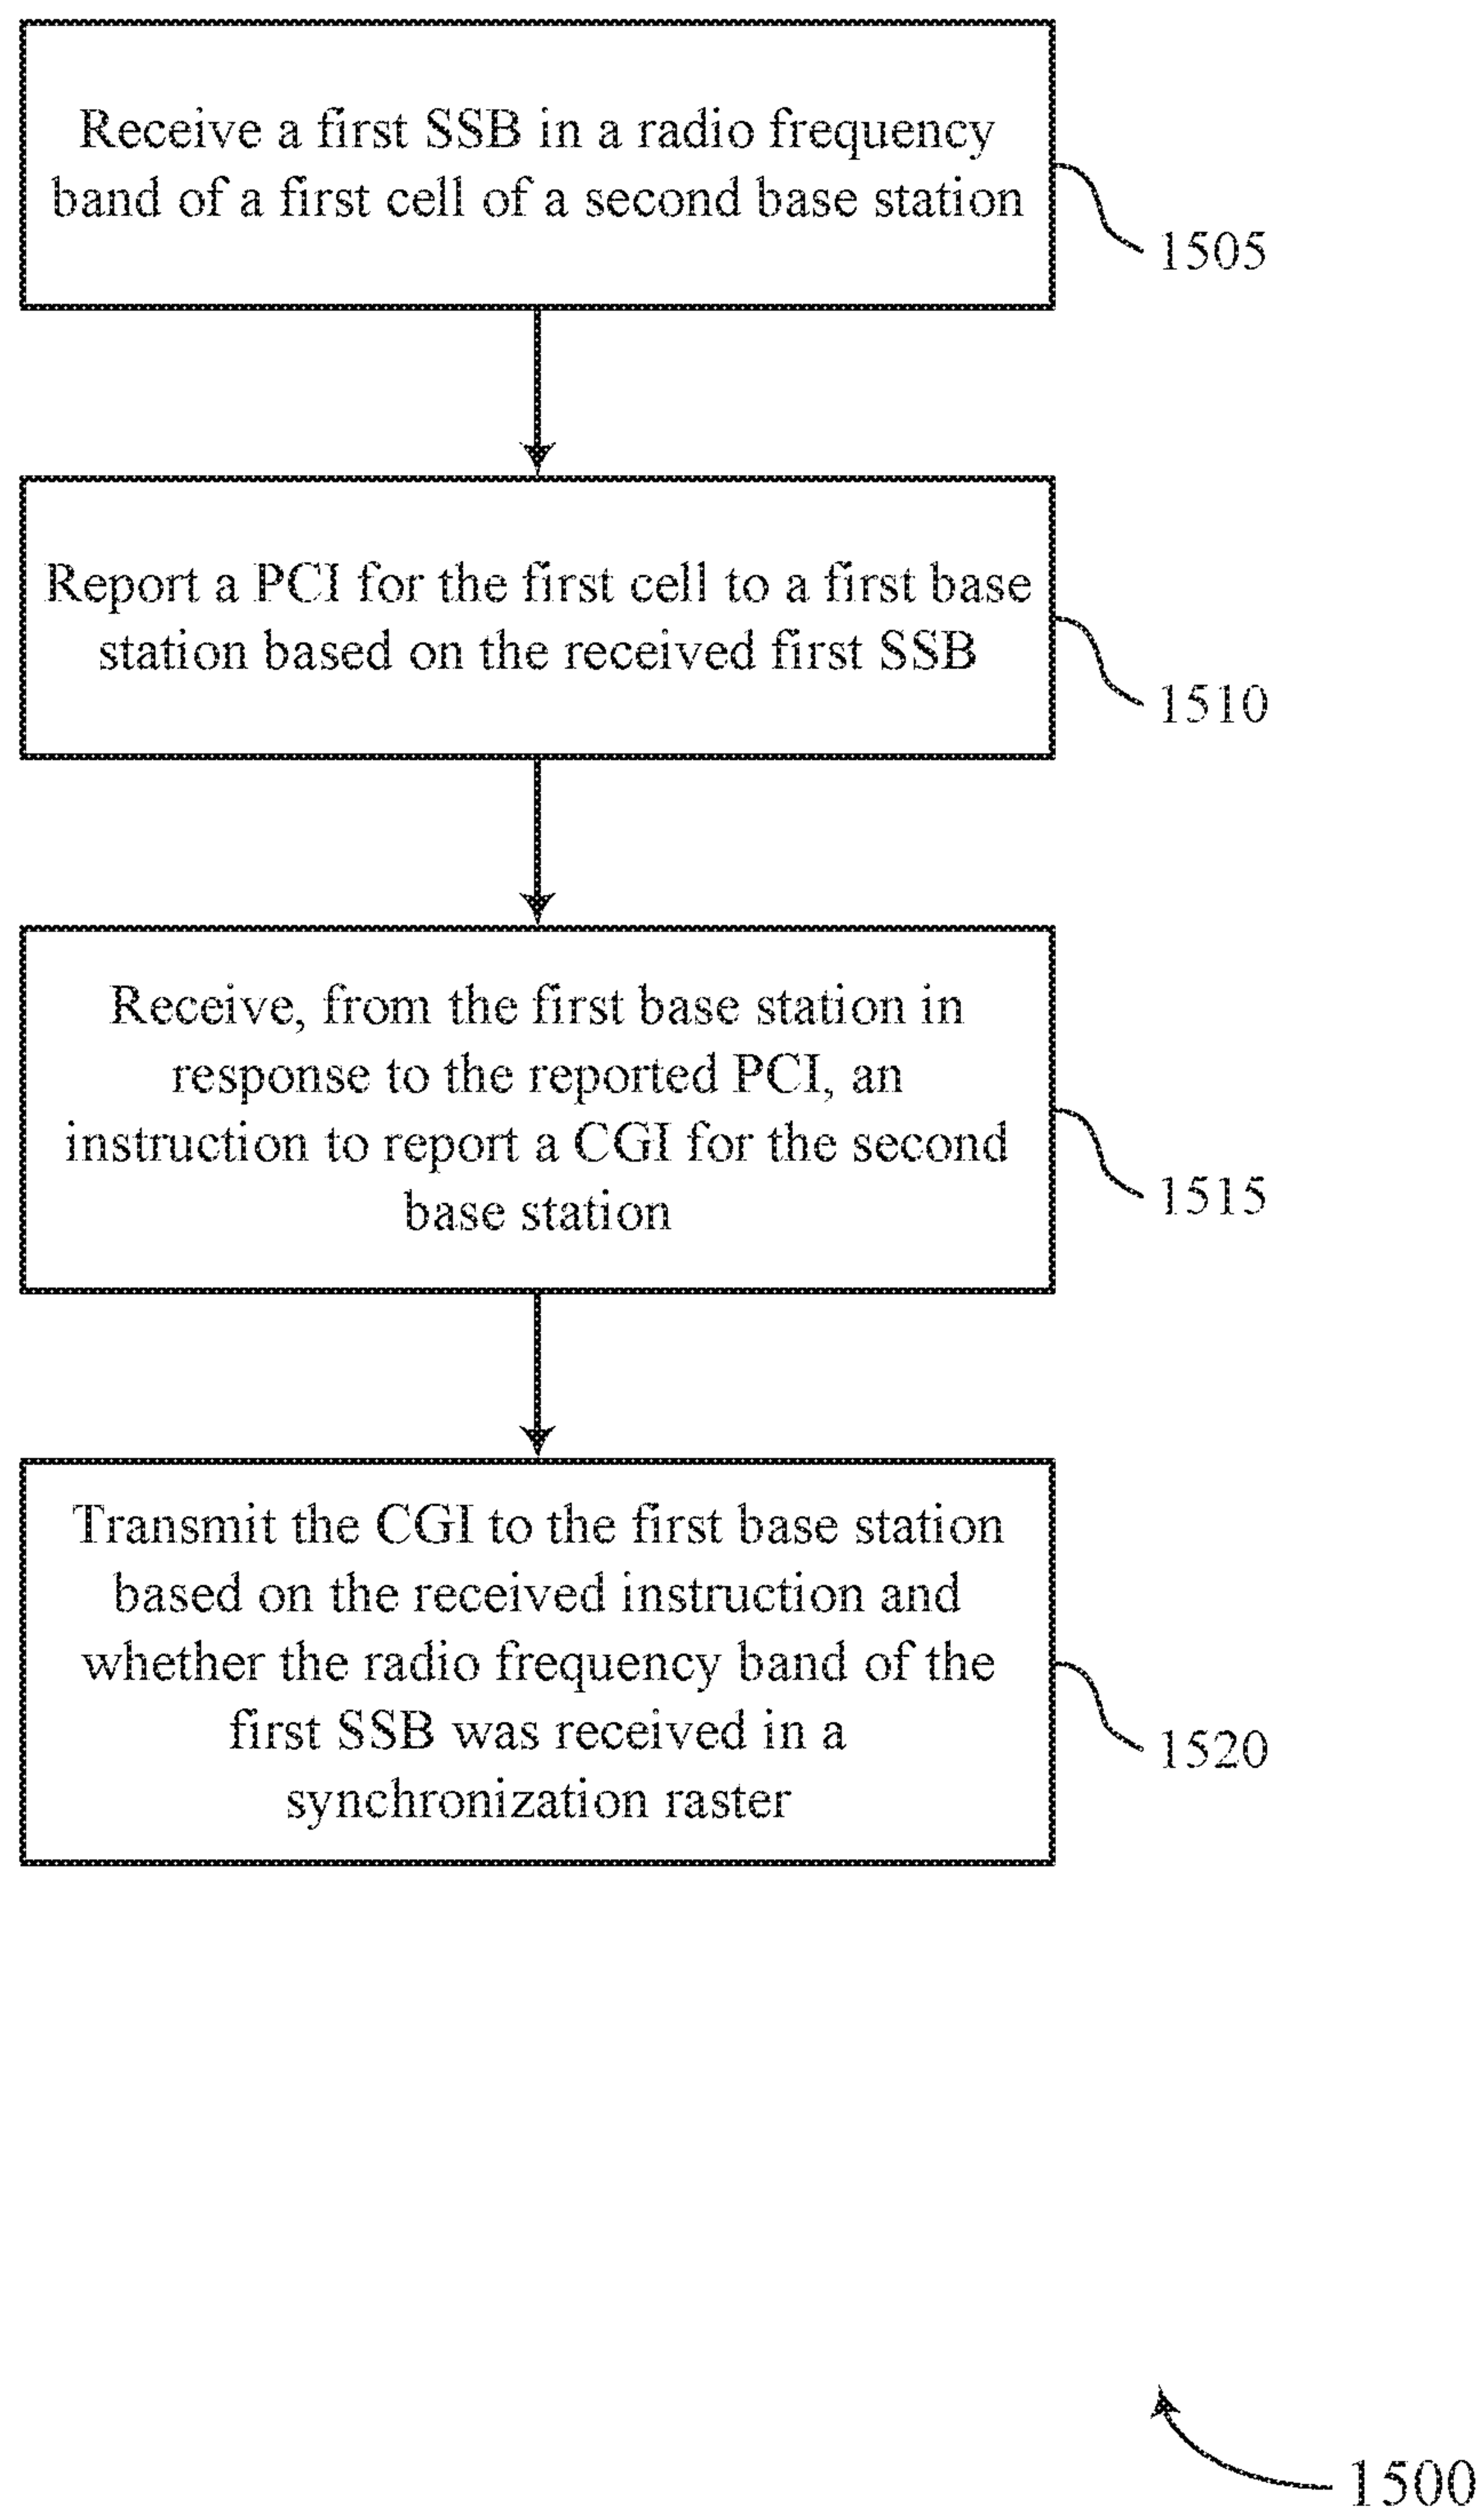 Receive a first SSB in a radio frequency
band of a first cell of a second base station
1505
Report a PCI for the first cell to a first base
station based on the received first SSB
1510
Receive, from the first base station in
response to the reported PCI, an
instruction to report a CGI for the second
base station
1515
Transmit the CGI to the first base station
based on the received instruction and
whether the radio frequency band of the
first SSB was received in a
synchronization raster
1520
1500